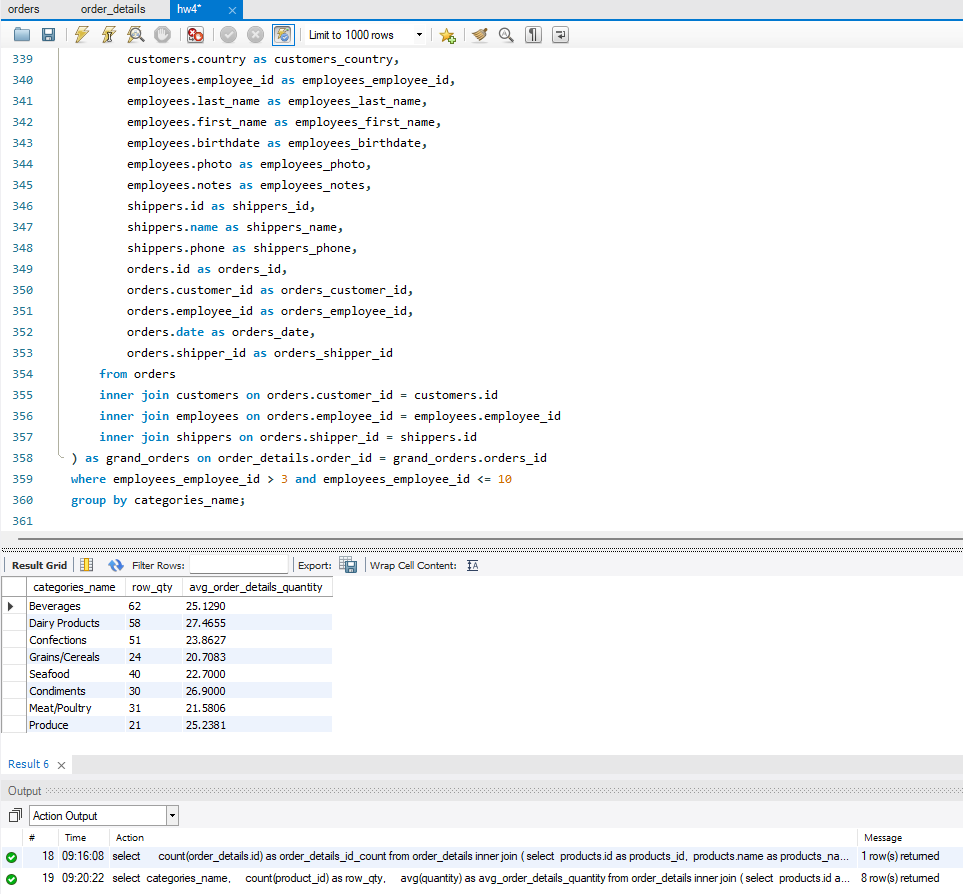 orders order_details hw4*
Limit to 1000 rows
339 customers.country as customers_country,
340 employees.employee_id as employees_employee_id,
341 employees.last_name as employees_last_name,
342 employees.first_name as employees_first_name,
343 employees.birthdate as employees_birthdate,
344 employees.photo as employees_photo,
345 employees.notes as employees_notes,
346 shippers.id as shippers_id,
347 shippers.name as shippers_name,
348 shippers.phone as shippers_phone,
349 orders.id as orders_id,
350 orders.customer_id as orders_customer_id,
351 orders.employee_id as orders_employee_id,
352 orders.date as orders_date,
353 orders.shipper_id as orders_shipper_id
354 from orders
355 inner join customers on orders.customer_id = customers.id
356 inner join employees on orders.employee_id = employees.employee_id
357 inner join shippers on orders.shipper_id = shippers.id
358 ) as grand_orders on order_details.order_id = grand_orders.orders_id
359 where employees_employee_id > 3 and employees_employee_id <= 10
360 group by categories_name;
361
Result Grid Filter Rows: Export: Wrap Cell Content:
categories_name row_qty avg_order_details_quantity
Beverages 62 25.1290
Dairy Products 58 27.4655
Confections 51 23.8627
Grains/Cereals 24 20.7083
Seafood 40 22.7000
Condiments 30 26.9000
Meat/Poultry 31 21.5806
Produce 21 25.2381
Result 6
Output
Action Output
# Time Action Message
18 09:16:08 select count(order_details.id) as order_details_id_count from order_details inner join ( select products.id as products_id, products.name as products_na... 1 row(s) returned
19 09:20:22 select categories_name, count(product_id) as row_qty, avg(quantity) as avg_order_details_quantity from order_details inner join ( select products.id a... 8 row(s) returned